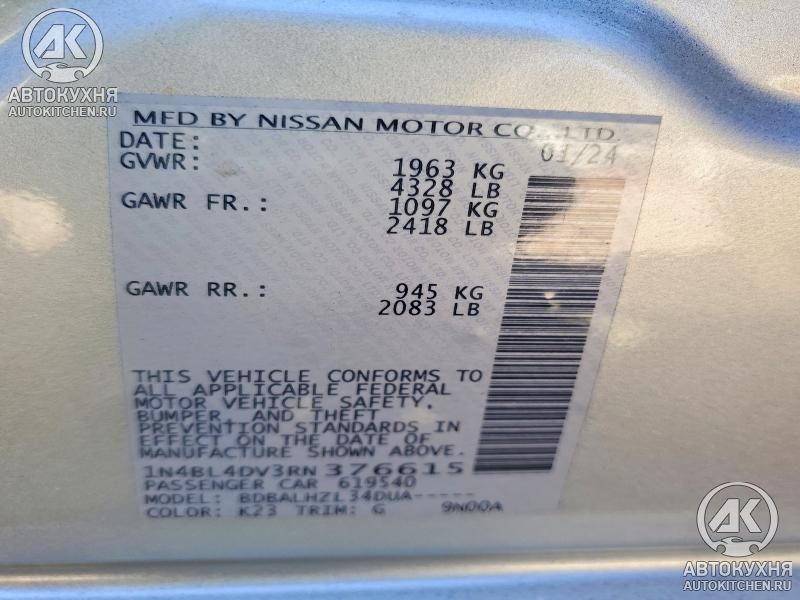 АК
АВТОКУХНЯ
AUTOKITCHEN.RU
MFD BY NISSAN MOTOR CO., LTD.
DATE: 01/24
GVWR: 1963 KG
4328 LB
GAWR FR.: 1097 KG
2418 LB
GAWR RR.: 945 KG
2083 LB
THIS VEHICLE CONFORMS TO
ALL APPLICABLE FEDERAL
MOTOR VEHICLE SAFETY,
BUMPER, AND THEFT
PREVENTION STANDARDS IN
EFFECT ON THE DATE OF
MANUFACTURE SHOWN ABOVE.
1N4BL4DV3RN376615
PASSENGER CAR 619540
MODEL: BDBALHZL34DUA-----
COLOR: K23 TRIM: G 9N00A
АК
АВТОКУХНЯ
AUTOKITCHEN.RU